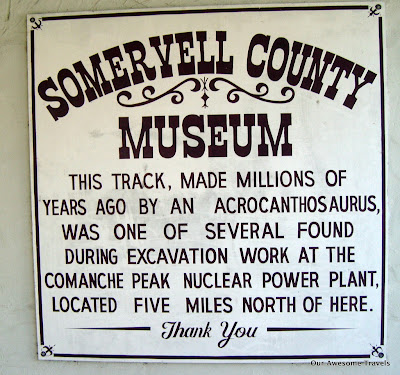 SOMERVELL COUNTY
MUSEUM
THIS TRACK, MADE MILLIONS OF
YEARS AGO BY AN ACROCANTHOSAURUS,
WAS ONE OF SEVERAL FOUND
DURING EXCAVATION WORK AT THE
COMANCHE PEAK NUCLEAR POWER PLANT,
LOCATED FIVE MILES NORTH OF HERE.
Thank You
Our Awesome Travels